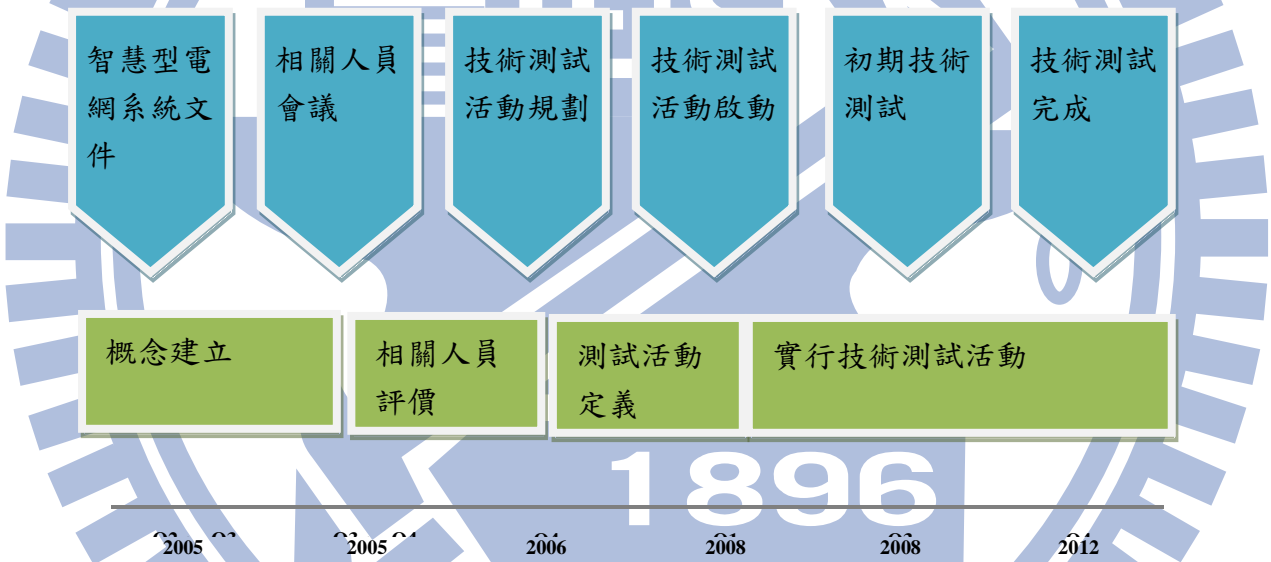 智慧型電
網系統文
件
相關人員
會議
技術測試
活動規劃
技術測試
活動啟動
初期技術
測試
技術測試
完成
概念建立
相關人員
評價
測試活動
定義
實行技術測試活動
1896
2005
2005
2006
2008
2008
2012